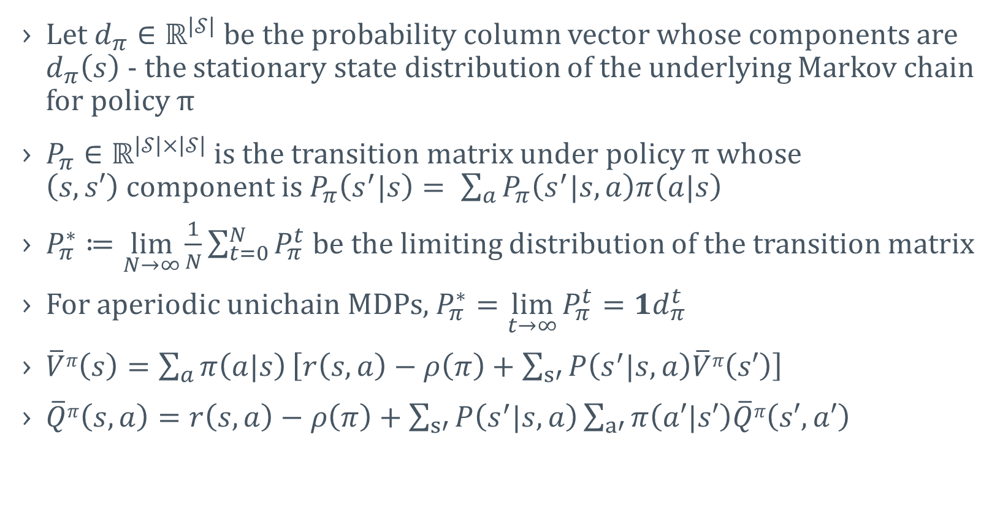 › Let $d_\pi \in \mathbb{R}^{|\mathcal{S}|}$ be the probability column vector whose components are
$d_\pi(s)$ - the stationary state distribution of the underlying Markov chain
for policy π
› $P_\pi \in \mathbb{R}^{|\mathcal{S}|\times|\mathcal{S}|}$ is the transition matrix under policy π whose
$(s, s')$ component is $P_\pi(s'|s) = \sum_a P_\pi(s'|s, a)\pi(a|s)$
› $P_\pi^* \coloneqq \lim_{N\to\infty} \frac{1}{N} \sum_{t=0}^{N} P_\pi^t$ be the limiting distribution of the transition matrix
› For aperiodic unichain MDPs, $P_\pi^* = \lim_{t\to\infty} P_\pi^t = \mathbf{1}d_\pi^t$
› $\bar{V}^\pi(s) = \sum_a \pi(a|s) [r(s, a) - \rho(\pi) + \sum_{s'} P(s'|s, a)\bar{V}^\pi(s')]$
› $\bar{Q}^\pi(s, a) = r(s, a) - \rho(\pi) + \sum_{s'} P(s'|s, a) \sum_{a'} \pi(a'|s')\bar{Q}^\pi(s', a')$